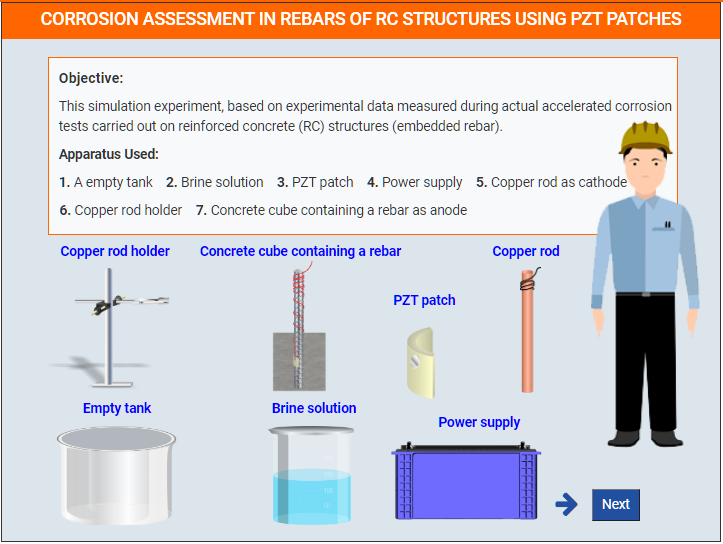 CORROSION ASSESSMENT IN REBARS OF RC STRUCTURES USING PZT PATCHES
Objective:
This simulation experiment, based on experimental data measured during actual accelerated corrosion
tests carried out on reinforced concrete (RC) structures (embedded rebar).
Apparatus Used:
1. A empty tank 2. Brine solution 3. PZT patch 4. Power supply 5. Copper rod as cathode
6. Copper rod holder 7. Concrete cube containing a rebar as anode
Copper rod holder Concrete cube containing a rebar Copper rod
PZT patch
Empty tank Brine solution
Power supply
Next